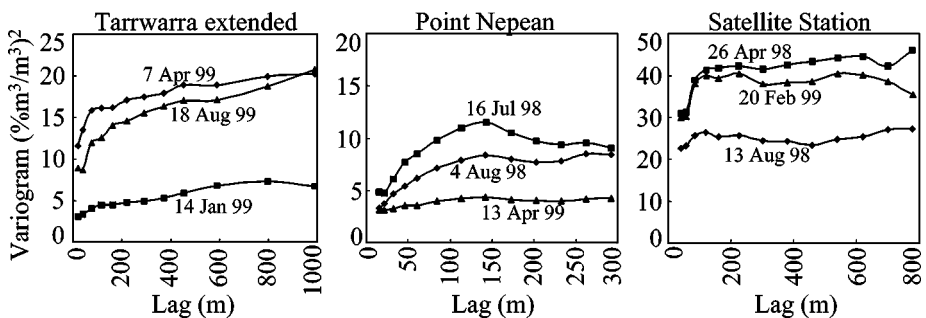 Tarrwarra extended
Point Nepean
Satellite Station
Variogram (%m³/m³)²
25
20
15
10
5
0
7 Apr 99
18 Aug 99
14 Jan 99
0
200
400
600
800
1000
Lag (m)
20
15
10
5
0
16 Jul 98
4 Aug 98
13 Apr 99
0
50
100
150
200
250
300
Lag (m)
50
40
30
20
10
0
26 Apr 98
20 Feb 99
13 Aug 98
0
200
400
600
800
Lag (m)